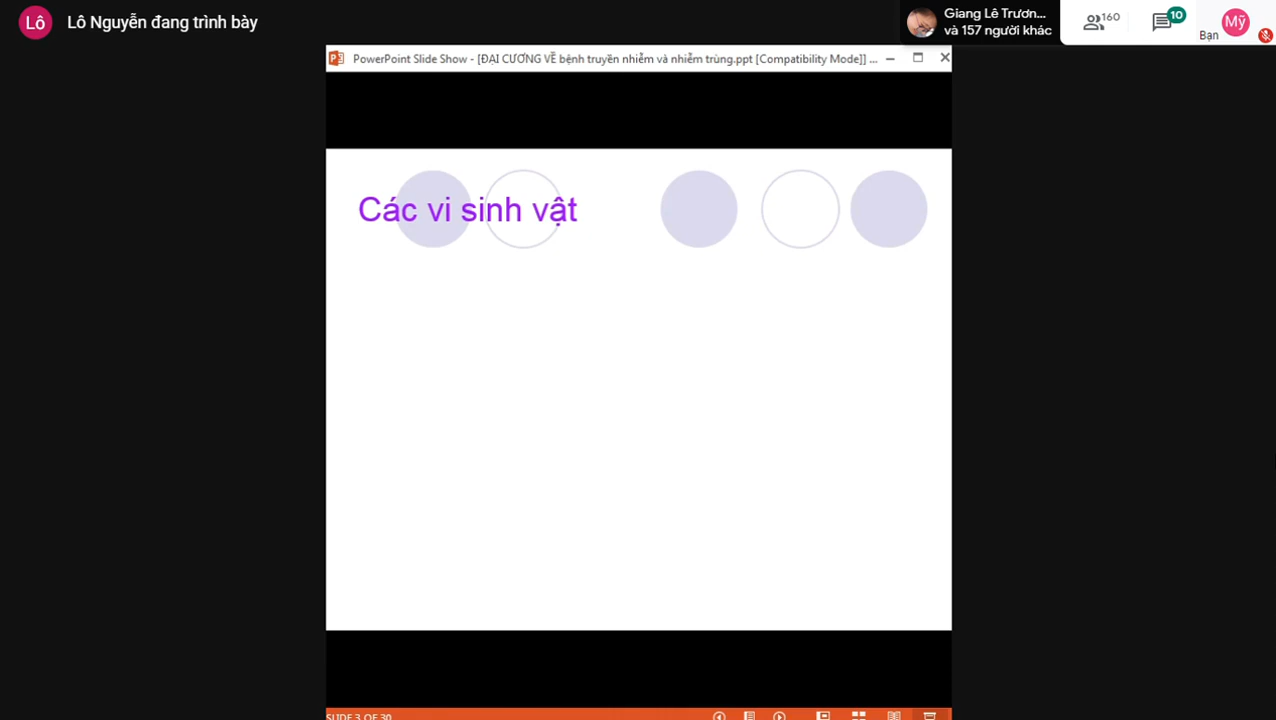 Lô
Lô Nguyễn đang trình bày
Giang Lê Trươn...
và 157 người khác
160
10
Mỹ
Bạn
PowerPoint Slide Show - [ĐẠI CƯƠNG VỀ bệnh truyền nhiễm và nhiễm trùng.ppt [Compatibility Mode]] ...
Các vi sinh vật
SLIDE 3 OF 30